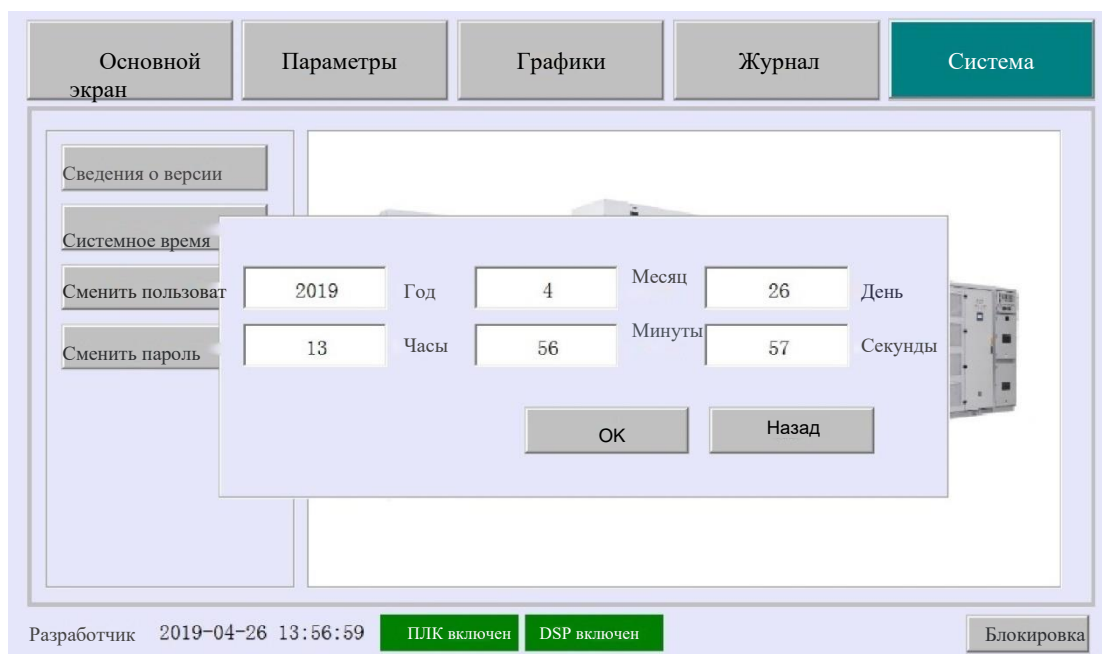 Основной
экран
Параметры
Графики
Журнал
Система
Сведения о версии
Системное время
Сменить пользоват
Сменить пароль
2019 Год 4 Месяц 26 День
13 Часы 56 Минуты 57 Секунды
OK
Назад
Разработчик 2019-04-26 13:56:59 ПЛК включен DSP включен Блокировка